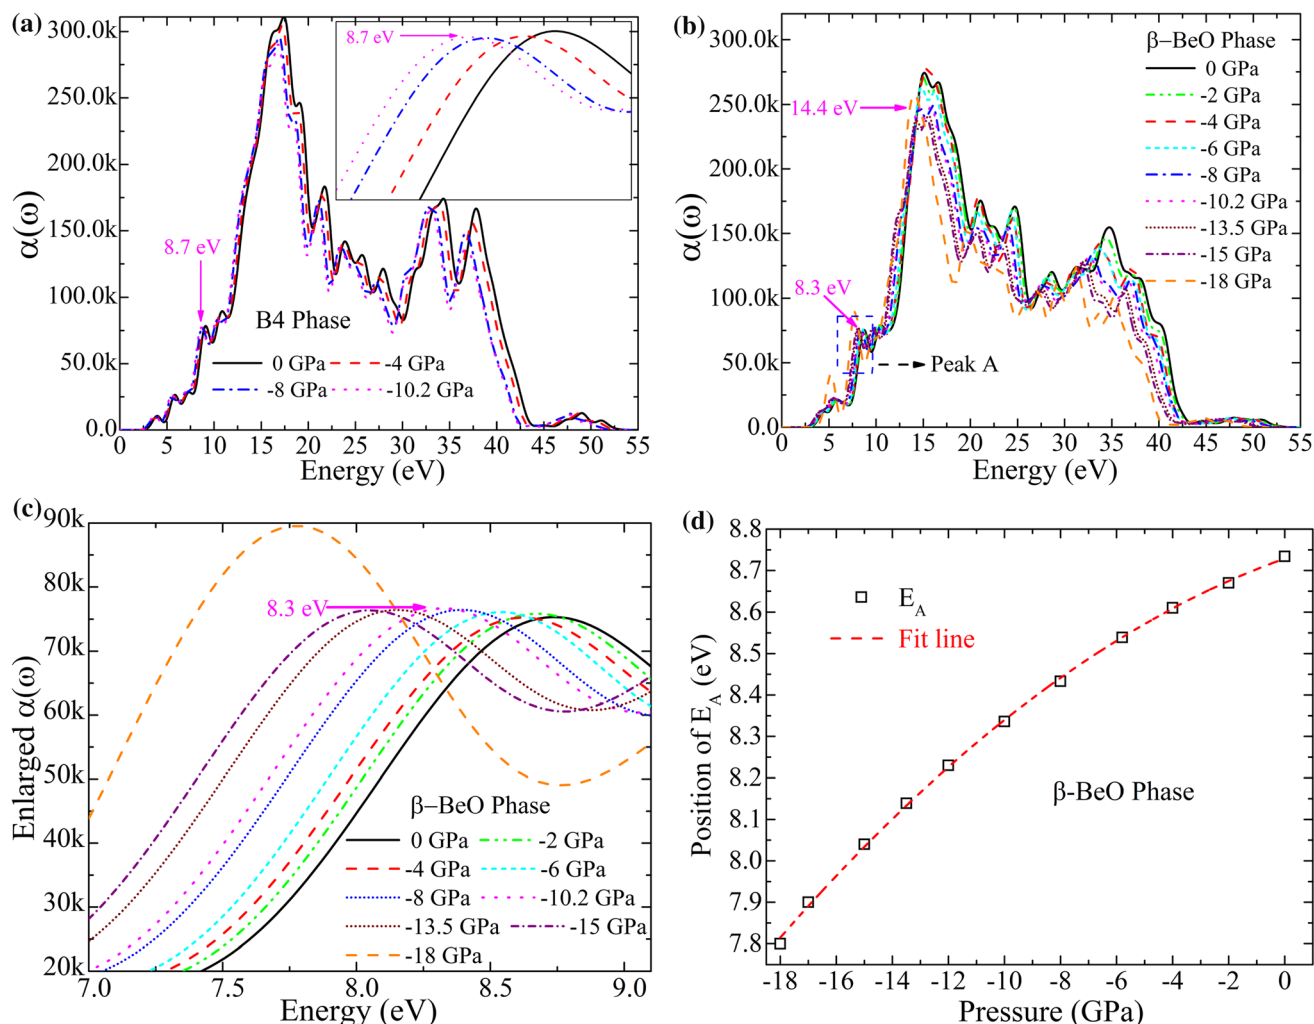 (a)
300.0k
250.0k
200.0k
150.0k
100.0k
50.0k
0.0
α(ω)
8.7 eV
8.7 eV
B4 Phase
0 GPa -4 GPa
-8 GPa -10.2 GPa
0 5 10 15 20 25 30 35 40 45 50 55
Energy (eV)
(b)
300.0k
250.0k
200.0k
150.0k
100.0k
50.0k
0.0
α(ω)
14.4 eV
8.3 eV
Peak A
β–BeO Phase
0 GPa
-2 GPa
-4 GPa
-6 GPa
-8 GPa
-10.2 GPa
-13.5 GPa
-15 GPa
-18 GPa
0 5 10 15 20 25 30 35 40 45 50 55
Energy (eV)
(c)
90k
80k
70k
60k
50k
40k
30k
20k
Enlarged α(ω)
8.3 eV
β–BeO Phase
0 GPa -2 GPa
-4 GPa -6 GPa
-8 GPa -10.2 GPa
-13.5 GPa -15 GPa
-18 GPa
7.0 7.5 8.0 8.5 9.0
Energy (eV)
(d)
8.8
8.7
8.6
8.5
8.4
8.3
8.2
8.1
8.0
7.9
7.8
Position of E_A (eV)
E_A
Fit line
β-BeO Phase
-18 -16 -14 -12 -10 -8 -6 -4 -2 0
Pressure (GPa)